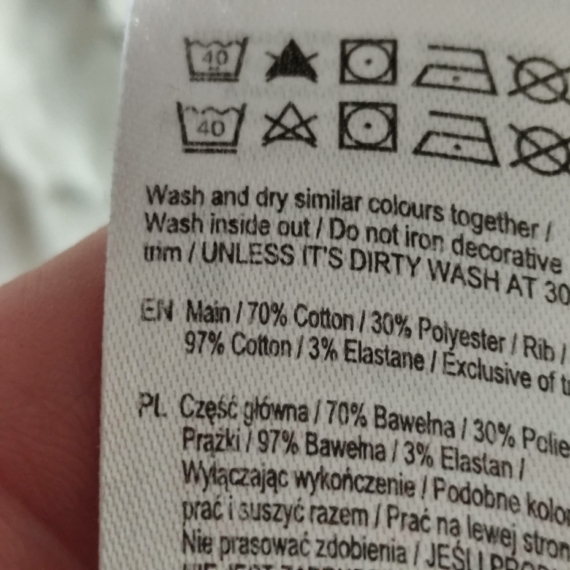 40
40
Wash and dry similar colours together /
Wash inside out / Do not iron decorative
trim / UNLESS IT'S DIRTY WASH AT 30
EN Main / 70% Cotton / 30% Polyester / Rib /
97% Cotton / 3% Elastane / Exclusive of
PL Część główna / 70% Bawełna / 30% Polie
Prążki / 97% Bawełna / 3% Elastan /
Wyłączając wykończenie / Podobne kolo
prać i suszyć razem / Prać na lewej stron
Nie prasować zdobienia / JEŚLI